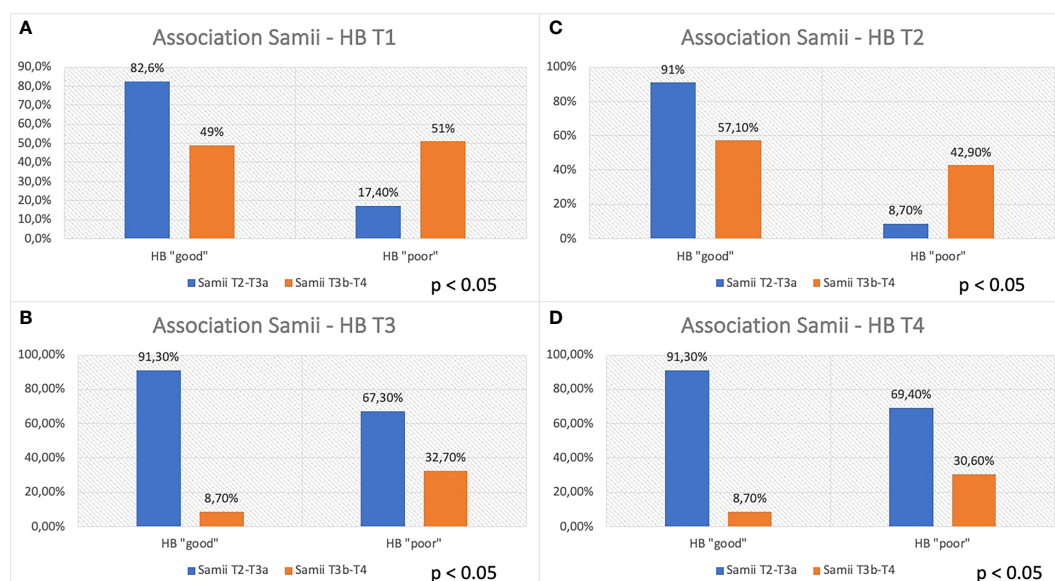 A
Association Samii - HB T1
90,0%
80,0%
70,0%
60,0%
50,0%
40,0%
30,0%
20,0%
10,0%
0,0%
82,6%
49%
17,40%
51%
HB "good"
HB "poor"
Samii T2-T3a
Samii T3b-T4
p < 0.05
C
Association Samii - HB T2
100%
80%
60%
40%
20%
0%
91%
57,10%
8,70%
42,90%
HB "good"
HB "poor"
Samii T2-T3a
Samii T3b-T4
p < 0.05
B
Association Samii - HB T3
100,00%
80,00%
60,00%
40,00%
20,00%
0,00%
91,30%
8,70%
67,30%
32,70%
HB "good"
HB "poor"
Samii T2-T3a
Samii T3b-T4
p < 0.05
D
Association Samii - HB T4
100,00%
80,00%
60,00%
40,00%
20,00%
0,00%
91,30%
8,70%
69,40%
30,60%
HB "good"
HB "poor"
Samii T2-T3a
Samii T3b-T4
p < 0.05